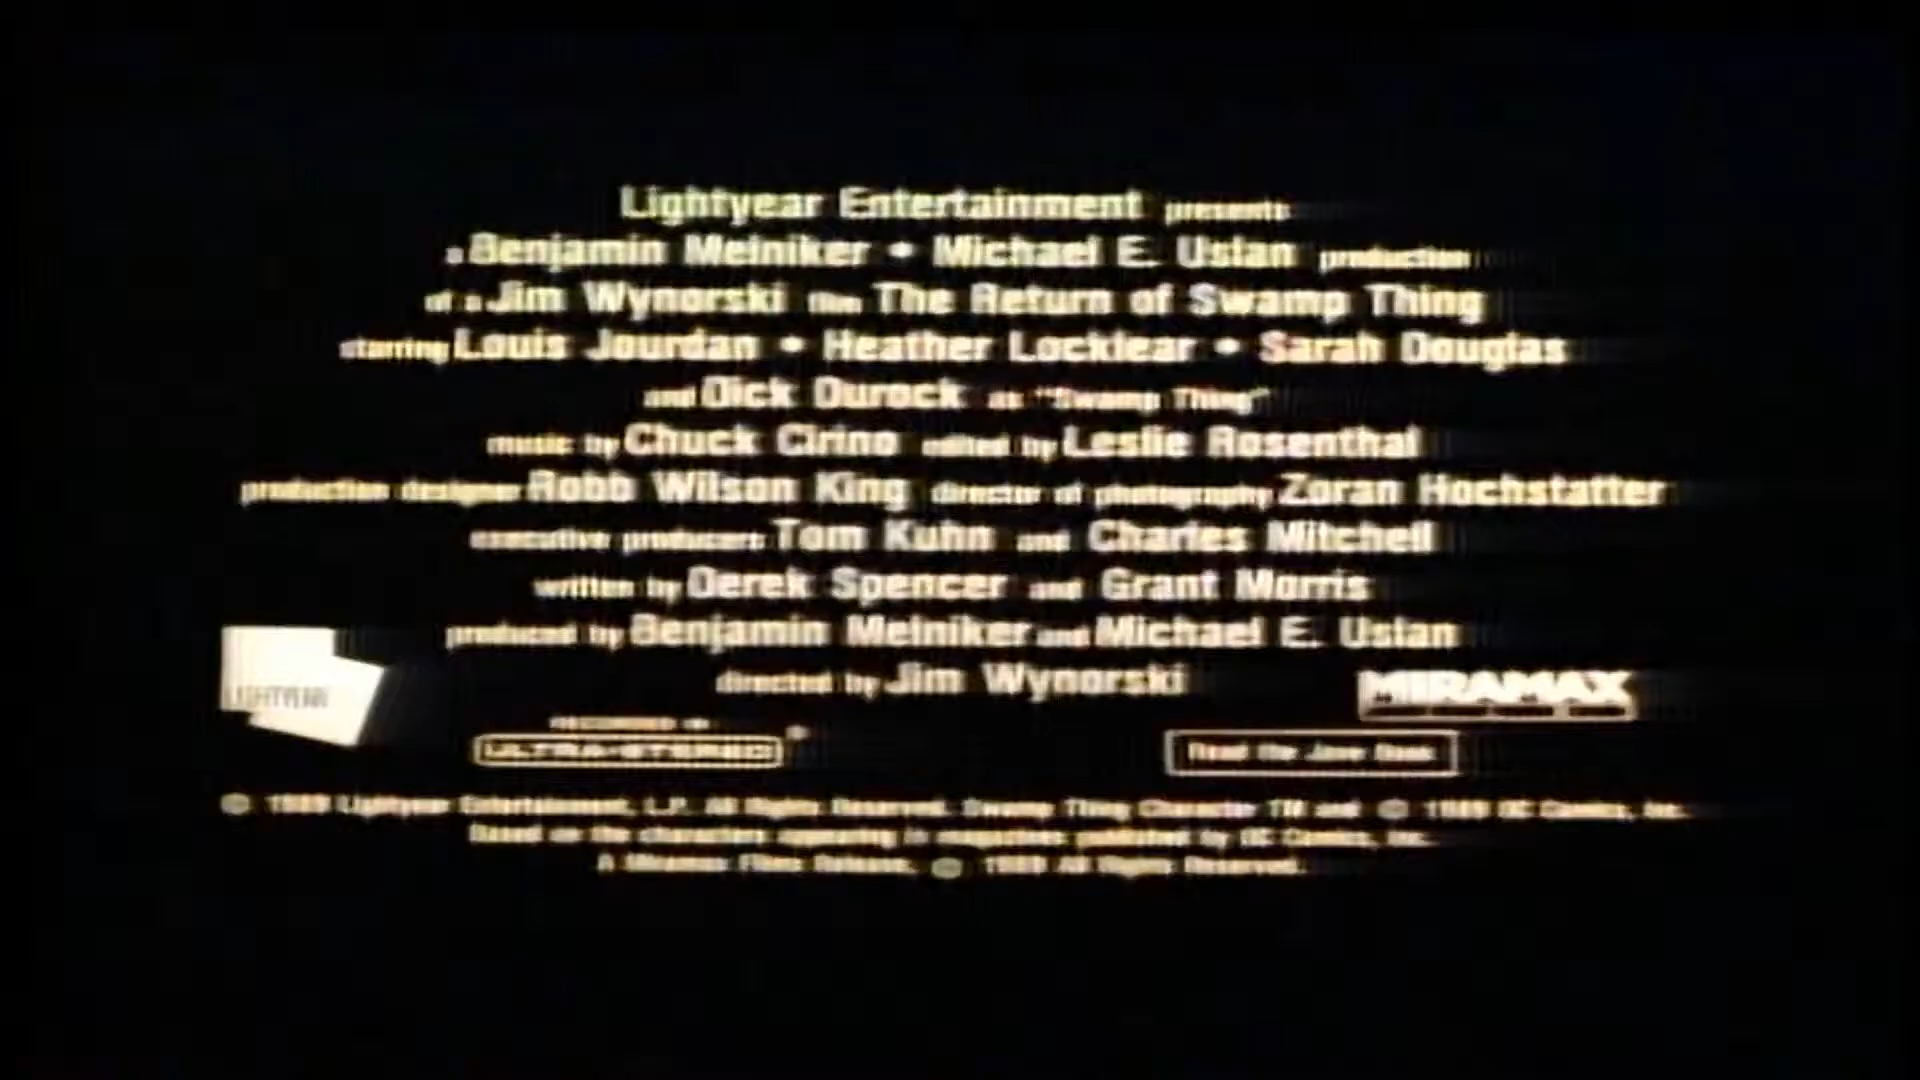 Lightyear Entertainment presents
a Benjamin Melniker • Michael E. Uslan production
of a Jim Wynorski film The Return of Swamp Thing
starring Louis Jourdan • Heather Locklear • Sarah Douglas
and Dick Durock as "Swamp Thing"
music by Chuck Cirino edited by Leslie Rosenthal
production designer Robb Wilson King director of photography Zoran Hochstatter
executive producers Tom Kuhn and Charles Mitchell
written by Derek Spencer and Grant Morris
produced by Benjamin Melniker and Michael E. Uslan
directed by Jim Wynorski
LIGHTYEAR
MIRAMAX
RECORDED IN
ULTRA-STEREO
Read the Jove Book
© 1989 Lightyear Entertainment, L.P. All Rights Reserved. Swamp Thing Character TM and © 1989 DC Comics, Inc.
Based on the characters appearing in magazines published by DC Comics, Inc.
A Miramax Films Release. © 1989 All Rights Reserved.